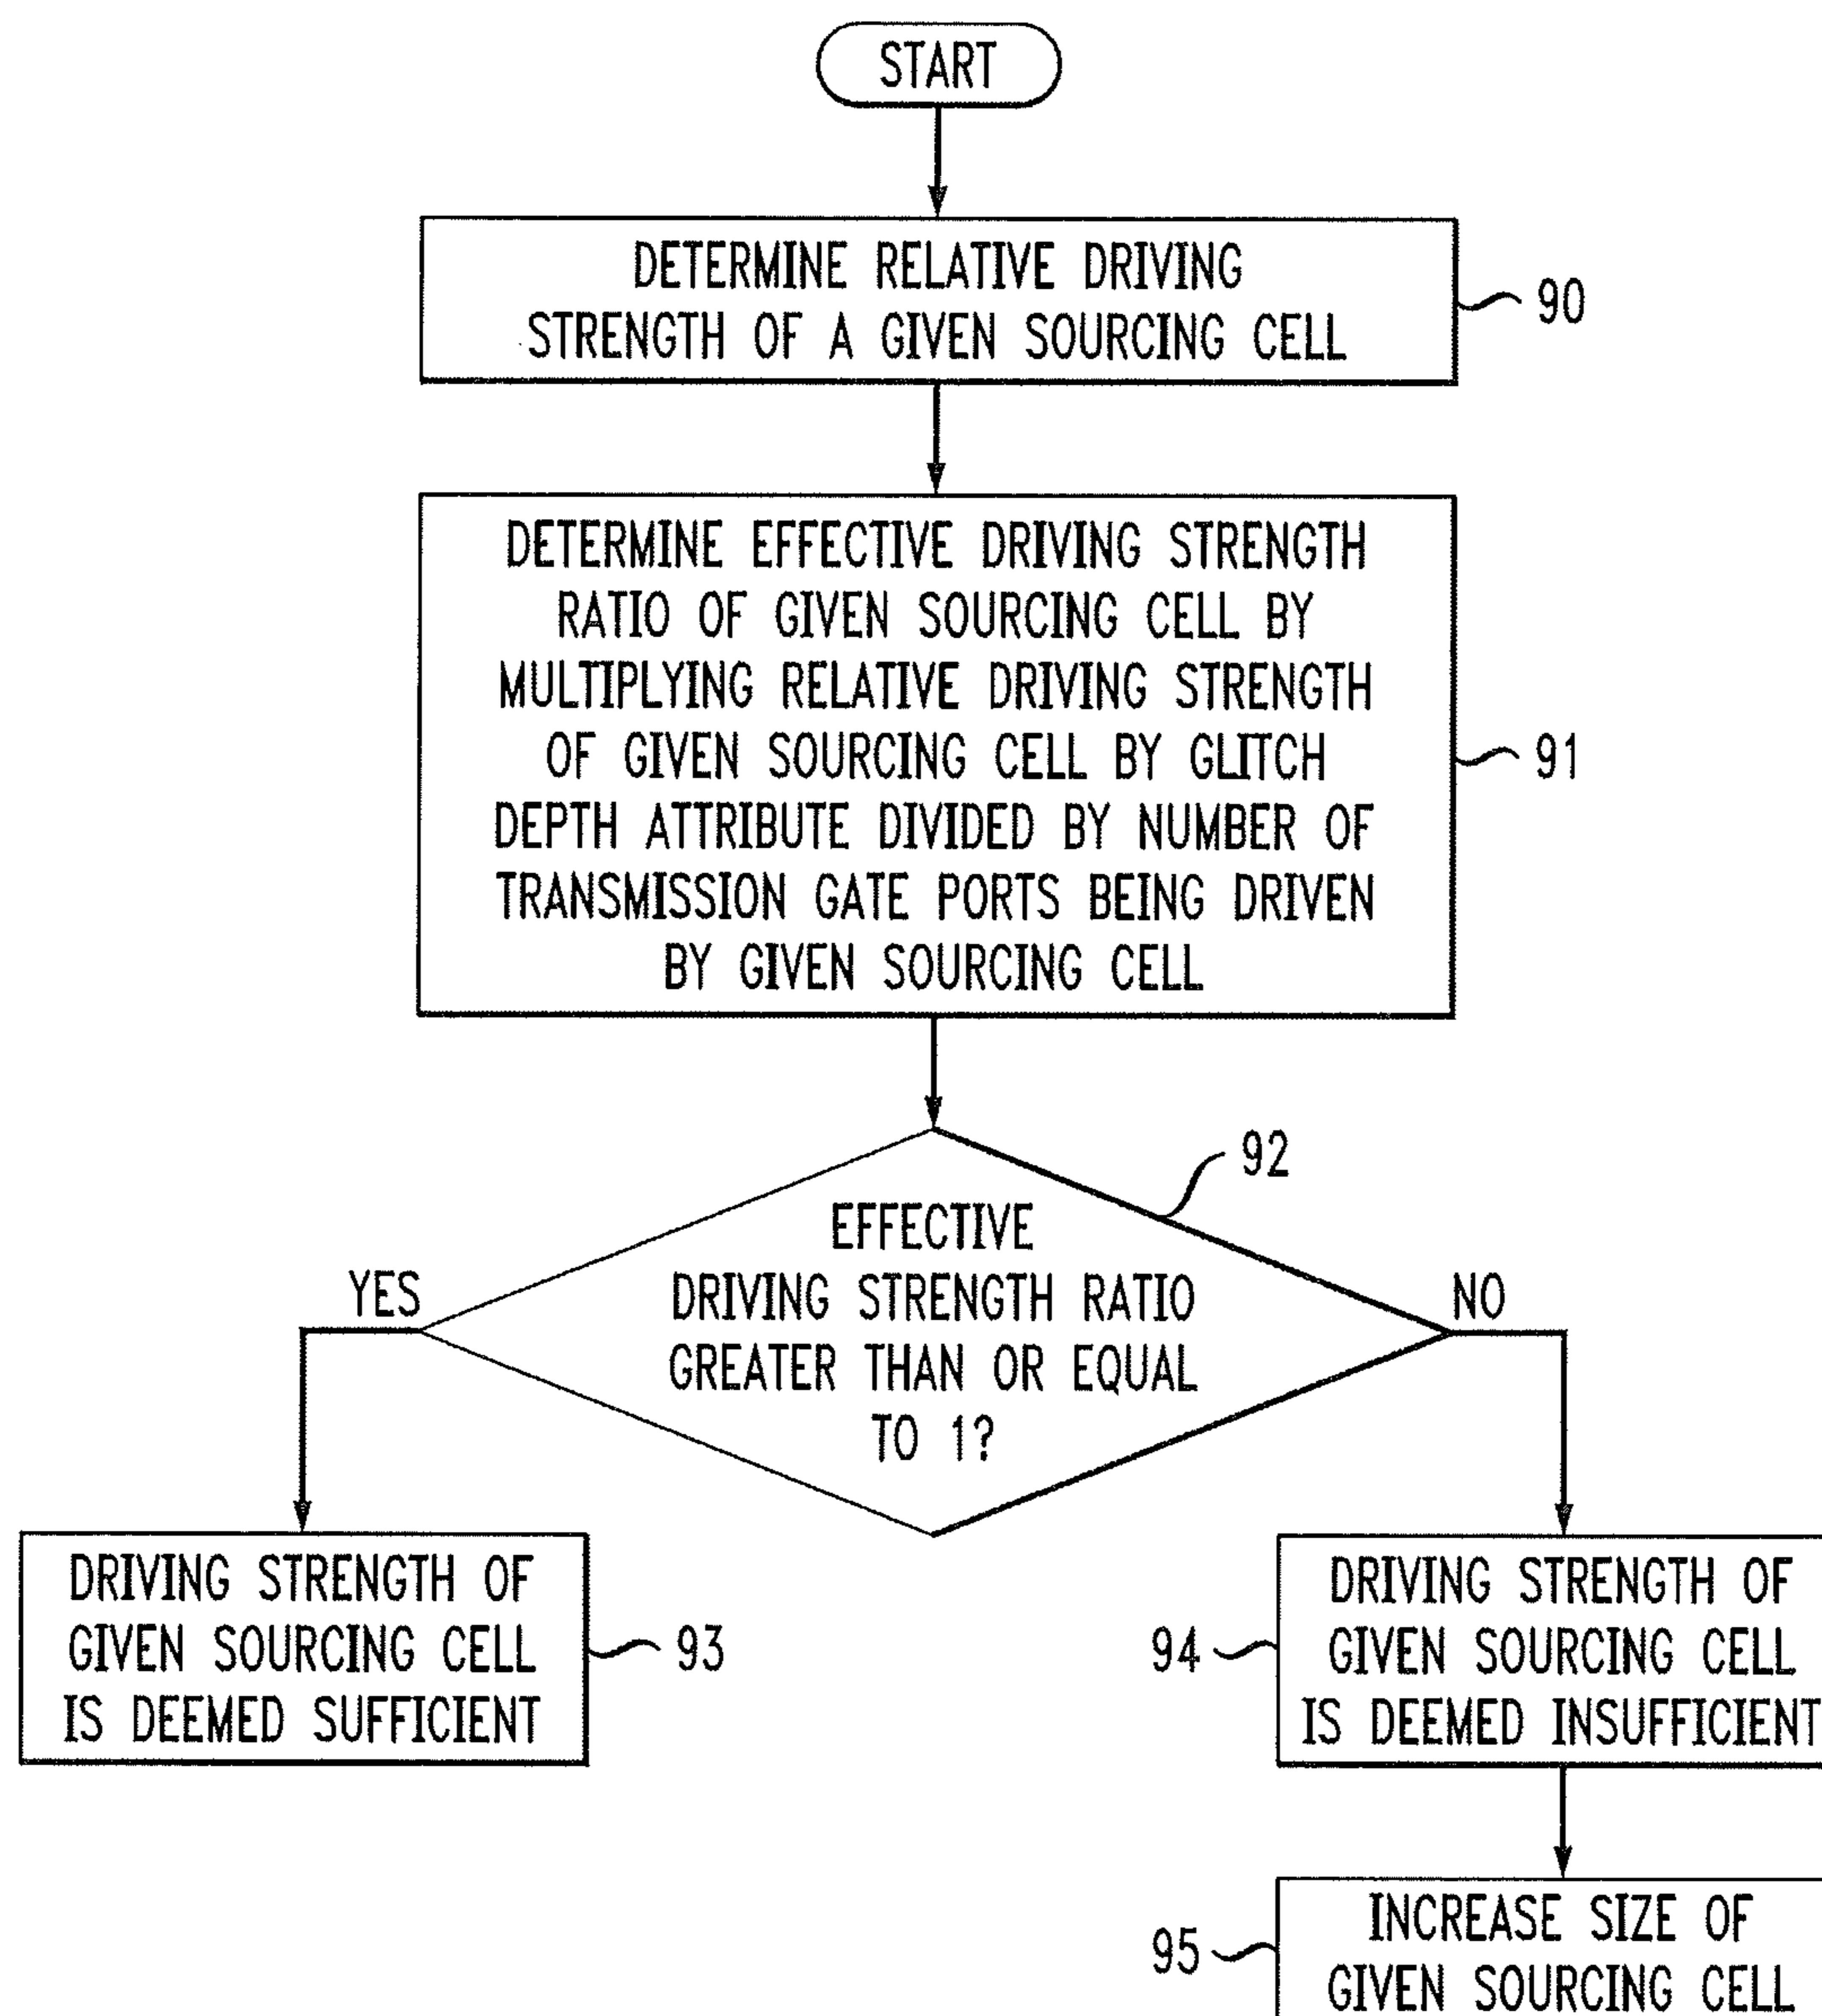 START
DETERMINE RELATIVE DRIVING
STRENGTH OF A GIVEN SOURCING CELL
90
DETERMINE EFFECTIVE DRIVING STRENGTH
RATIO OF GIVEN SOURCING CELL BY
MULTIPLYING RELATIVE DRIVING STRENGTH
OF GIVEN SOURCING CELL BY GLITCH
DEPTH ATTRIBUTE DIVIDED BY NUMBER OF
TRANSMISSION GATE PORTS BEING DRIVEN
BY GIVEN SOURCING CELL
91
92
EFFECTIVE
DRIVING STRENGTH RATIO
GREATER THAN OR EQUAL
TO 1?
YES
NO
DRIVING STRENGTH OF
GIVEN SOURCING CELL
IS DEEMED SUFFICIENT
93
94
DRIVING STRENGTH OF
GIVEN SOURCING CELL
IS DEEMED INSUFFICIENT
95
INCREASE SIZE OF
GIVEN SOURCING CELL